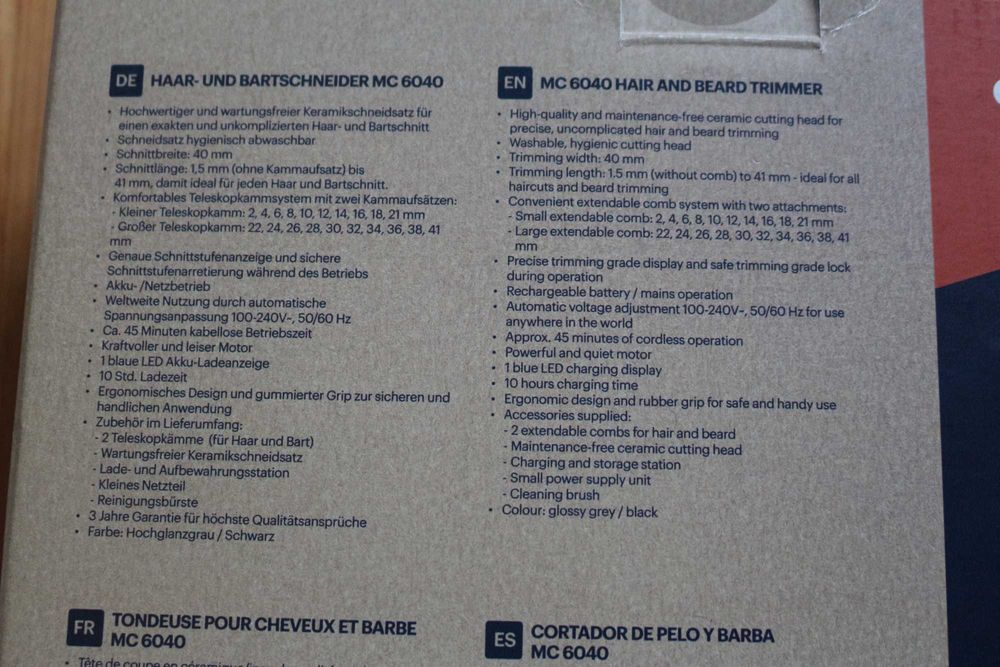 DE HAAR- UND BARTSCHNEIDER MC 6040
• Hochwertiger und wartungsfreier Keramikschneidsatz für
einen exakten und unkomplizierten Haar- und Bartschnitt
• Schneidsatz hygienisch abwaschbar
• Schnittbreite: 40 mm
• Schnittlänge: 1,5 mm (ohne Kammaufsatz) bis
41 mm, damit ideal für jeden Haar und Bartschnitt.
• Komfortables Teleskopkammsystem mit zwei Kammaufsätzen:
- Kleiner Teleskopkamm: 2, 4, 6, 8, 10, 12, 14, 16, 18, 21 mm
- Großer Teleskopkamm: 22, 24, 26, 28, 30, 32, 34, 36, 38, 41
mm
• Genaue Schnittstufenanzeige und sichere
Schnittstufenarretierung während des Betriebs
• Akku- /Netzbetrieb
• Weltweite Nutzung durch automatische
Spannungsanpassung 100-240V~, 50/60 Hz
• Ca. 45 Minuten kabellose Betriebszeit
• Kraftvoller und leiser Motor
• 1 blaue LED Akku-Ladeanzeige
• 10 Std. Ladezeit
• Ergonomisches Design und gummierter Grip zur sicheren und
handlichen Anwendung
• Zubehör im Lieferumfang:
- 2 Teleskopkämme (für Haar und Bart)
- Wartungsfreier Keramikschneidsatz
- Lade- und Aufbewahrungsstation
- Kleines Netzteil
- Reinigungsbürste
• 3 Jahre Garantie für höchste Qualitätsansprüche
• Farbe: Hochglanzgrau / Schwarz
EN MC 6040 HAIR AND BEARD TRIMMER
• High-quality and maintenance-free ceramic cutting head for
precise, uncomplicated hair and beard trimming
• Washable, hygienic cutting head
• Trimming width: 40 mm
• Trimming length: 1.5 mm (without comb) to 41 mm - ideal for all
haircuts and beard trimming
• Convenient extendable comb system with two attachments:
- Small extendable comb: 2, 4, 6, 8, 10, 12, 14, 16, 18, 21 mm
- Large extendable comb: 22, 24, 26, 28, 30, 32, 34, 36, 38, 41
mm
• Precise trimming grade display and safe trimming grade lock
during operation
• Rechargeable battery / mains operation
• Automatic voltage adjustment 100-240V~, 50/60 Hz for use
anywhere in the world
• Approx. 45 minutes of cordless operation
• Powerful and quiet motor
• 1 blue LED charging display
• 10 hours charging time
• Ergonomic design and rubber grip for safe and handy use
• Accessories supplied:
- 2 extendable combs for hair and beard
- Maintenance-free ceramic cutting head
- Charging and storage station
- Small power supply unit
- Cleaning brush
• Colour: glossy grey / black
FR TONDEUSE POUR CHEVEUX ET BARBE
MC 6040
• Tête de coupe en
ES CORTADOR DE PELO Y BARBA
MC 6040